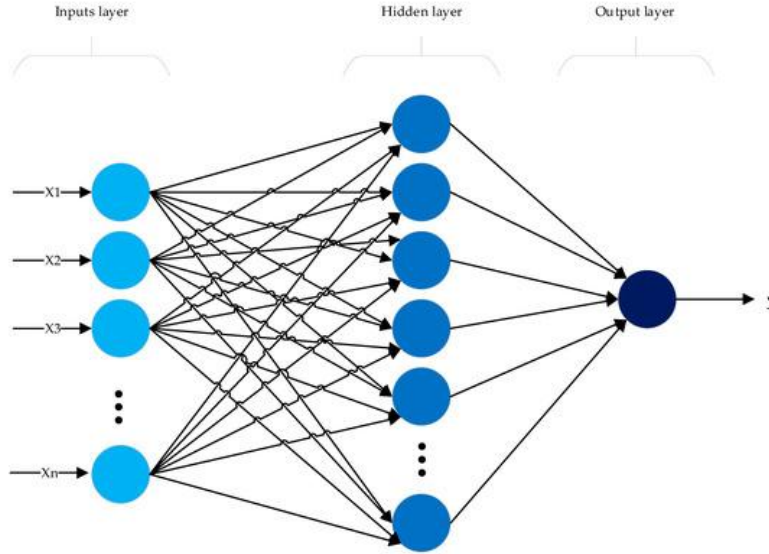 Inputs layer
Hidden layer
Output layer
X1
X2
X3
Xn